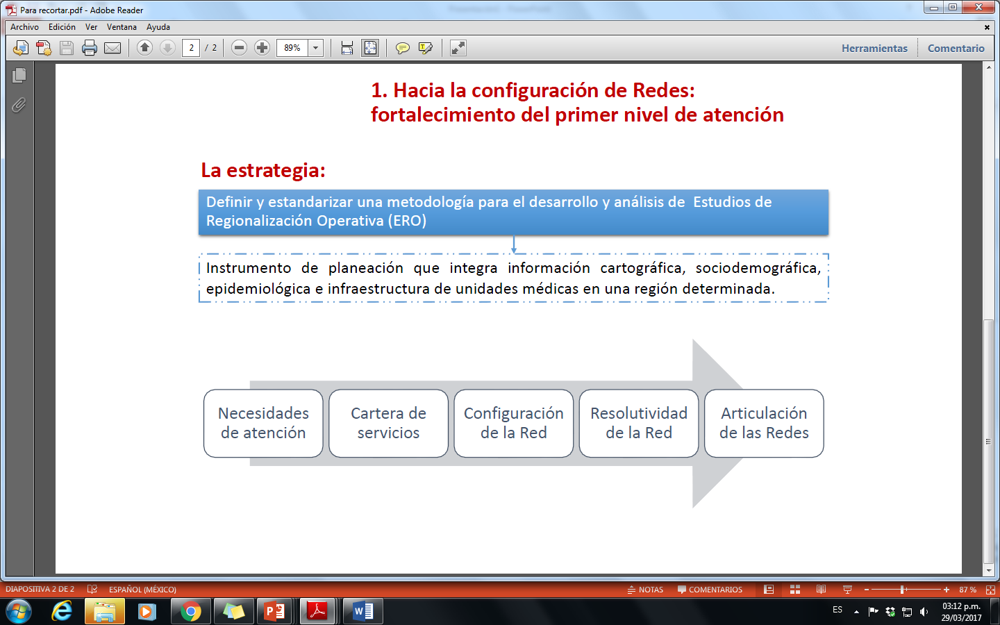 Para recortar.pdf - Adobe Reader
Archivo Edición Ver Ventana Ayuda
2 / 2 89% Herramientas Comentario
1. Hacia la configuración de Redes:
fortalecimiento del primer nivel de atención
La estrategia:
Definir y estandarizar una metodología para el desarrollo y análisis de Estudios de
Regionalización Operativa (ERO)
Instrumento de planeación que integra información cartográfica, sociodemográfica,
epidemiológica e infraestructura de unidades médicas en una región determinada.
Necesidades
de atención
Cartera de
servicios
Configuración
de la Red
Resolutividad
de la Red
Articulación
de las Redes
DIAPOSITIVA 2 DE 2 ESPAÑOL (MÉXICO) NOTAS COMENTARIOS 87 %
ES 03:12 p.m.
29/03/2017